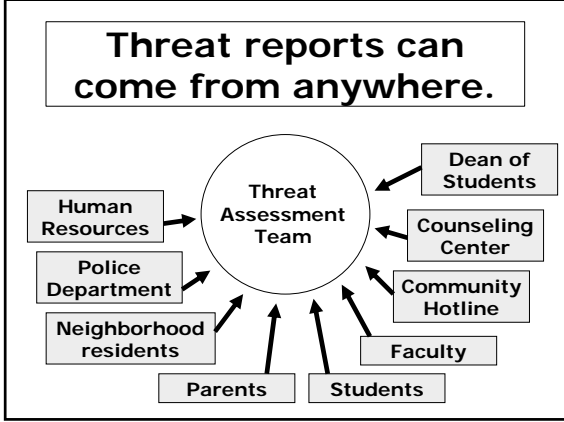 Threat reports can
come from anywhere.
Threat
Assessment
Team
Human
Resources
Police
Department
Neighborhood
residents
Parents
Students
Faculty
Community
Hotline
Counseling
Center
Dean of
Students